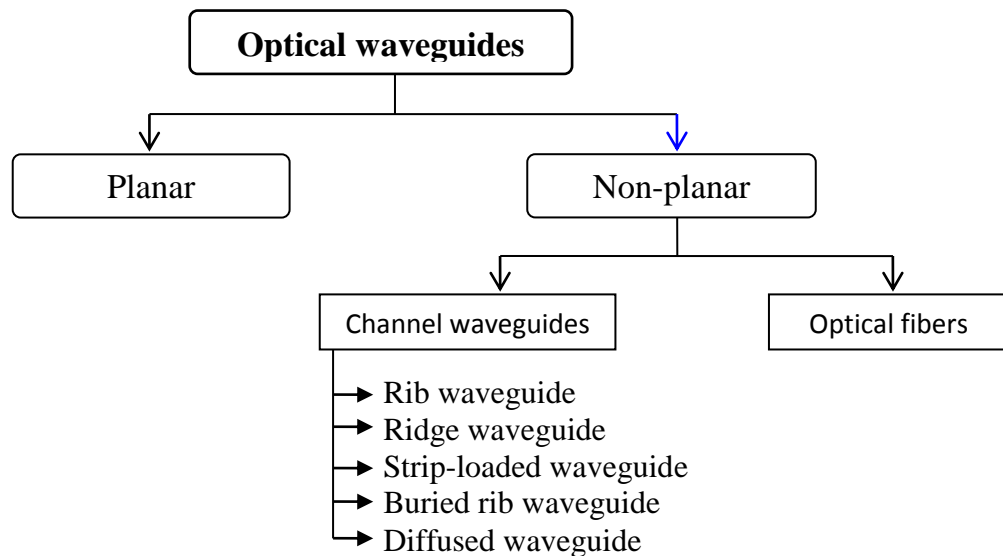 Optical waveguides
Planar
Non-planar
Channel waveguides
Optical fibers
Rib waveguide
Ridge waveguide
Strip-loaded waveguide
Buried rib waveguide
Diffused waveguide